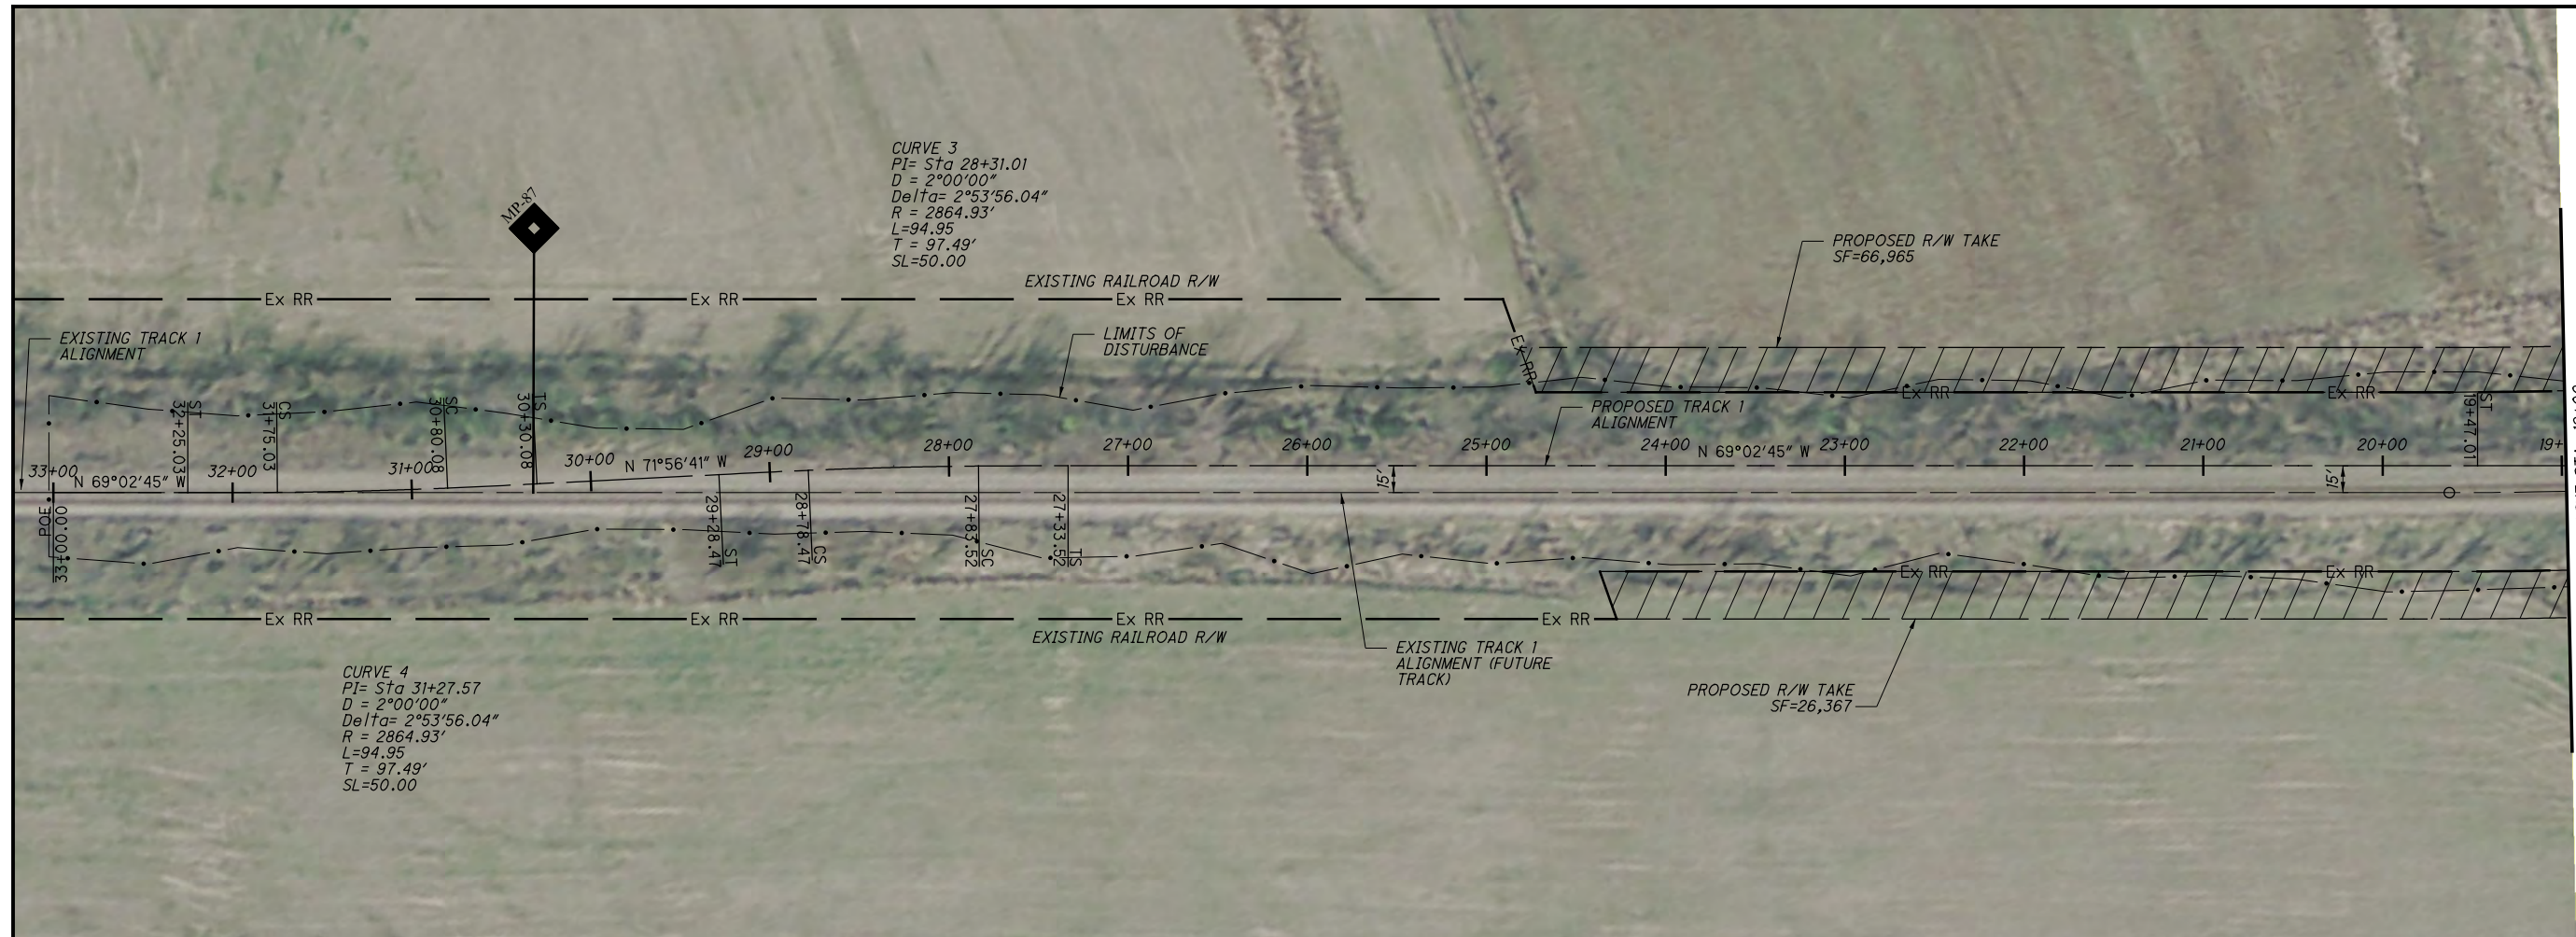 CURVE 3
PI= Sta 28+31.01
D = 2°00'00"
Delta= 2°53'56.04"
R = 2864.93'
L=94.95
T = 97.49'
SL=50.00
MP-87
PROPOSED R/W TAKE
SF=66,965
EXISTING RAILROAD R/W
Ex RR
Ex RR
Ex RR
Ex RR
EXISTING TRACK 1
ALIGNMENT
LIMITS OF
DISTURBANCE
Ex RR
Ex RR
PROPOSED TRACK 1
ALIGNMENT
ST
32+25.03
CS
31+75.03
SC
30+80.08
TS
30+30.08
ST
19+47.01
33+00
32+00
31+00
30+00
29+00
28+00
27+00
26+00
25+00
24+00
23+00
22+00
21+00
20+00
19+
N 69°02'45" W
N 71°56'41" W
N 69°02'45" W
15'
15'
PPOE
33+00.00
29+28.47
ST
28+78.47
CS
27+83.52
SC
27+33.52
TS
Ex RR
Ex RR
Ex RR
Ex RR
Ex RR
Ex RR
EXISTING RAILROAD R/W
EXISTING TRACK 1
ALIGNMENT (FUTURE
TRACK)
CURVE 4
PI= Sta 31+27.57
D = 2°00'00"
Delta= 2°53'56.04"
R = 2864.93'
L=94.95
T = 97.49'
SL=50.00
PROPOSED R/W TAKE
SF=26,367